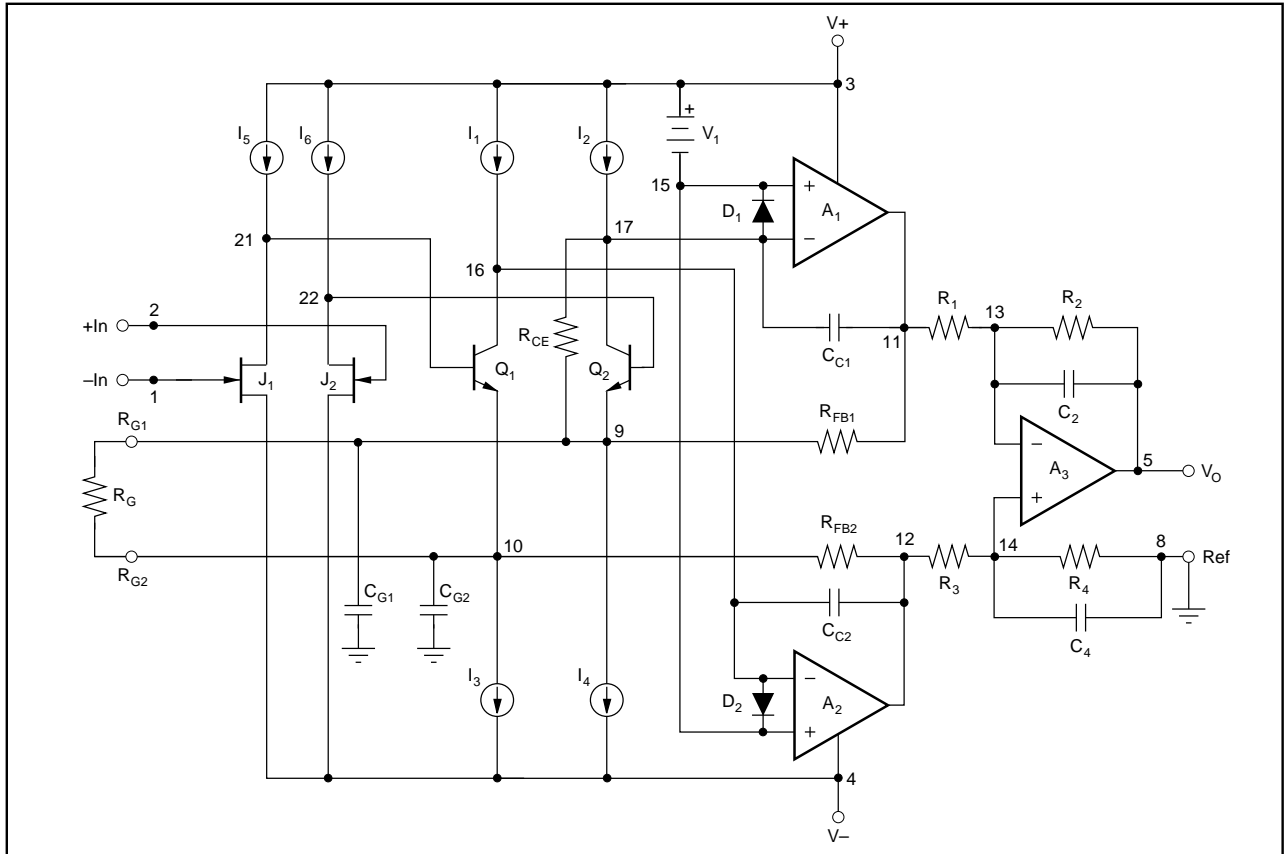 V+
3
I5
I6
I1
I2
+
V1
15
+
D1
A1
–
17
21
16
22
R1
13
R2
2
+In
RCE
CC1
11
C2
–In
1
J1
J2
Q1
Q2
RG1
9
RFB1
–
A3
5
VO
+
RG
RFB2
10
12
14
8
Ref
RG2
R3
R4
CG1
CG2
CC2
C4
I3
I4
–
D2
A2
+
4
V–